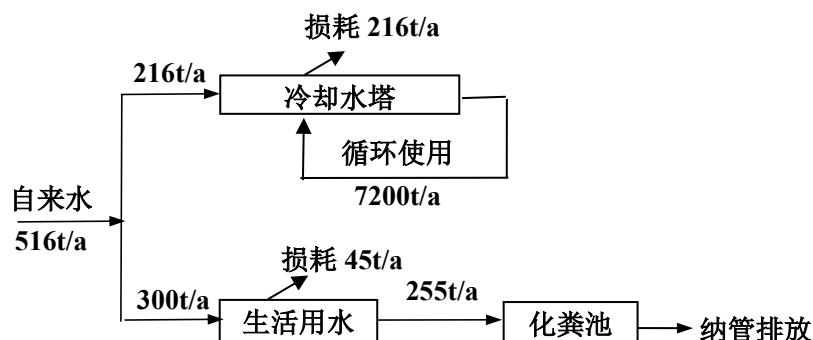 损耗 216t/a
216t/a
冷却水塔
循环使用
7200t/a
自来水
516t/a
损耗 45t/a
300t/a
255t/a
生活用水
化粪池
纳管排放